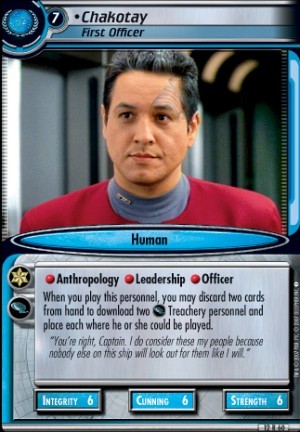 7
•Chakotay
First Officer
Human
Anthropology Leadership Officer
When you play this personnel, you may discard two cards
from hand to download two Treachery personnel and
place each where he or she could be played.
"You're right, Captain. I do consider these my people because
nobody else on this ship will look out for them like I will."
INTEGRITY 6 CUNNING 6 STRENGTH 6